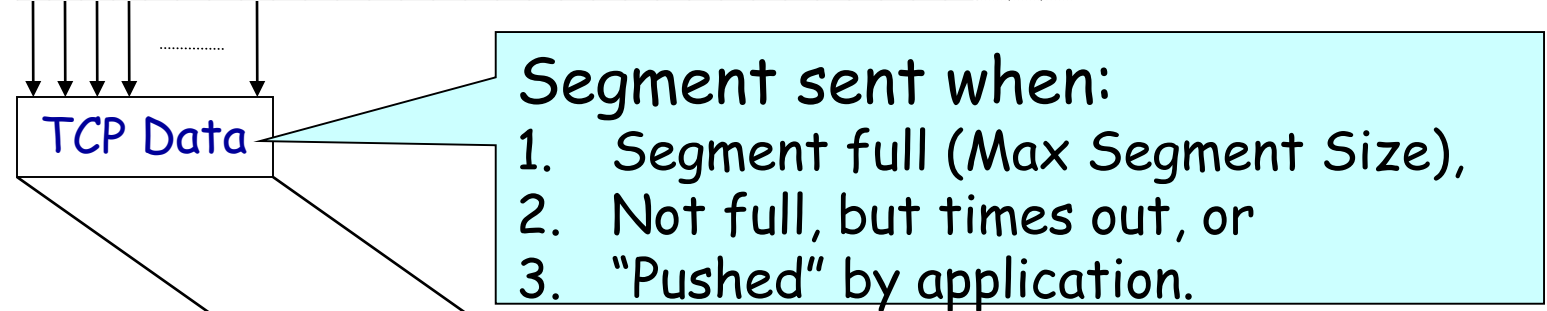 TCP Data
Segment sent when:
1. Segment full (Max Segment Size),
2. Not full, but times out, or
3. “Pushed” by application.